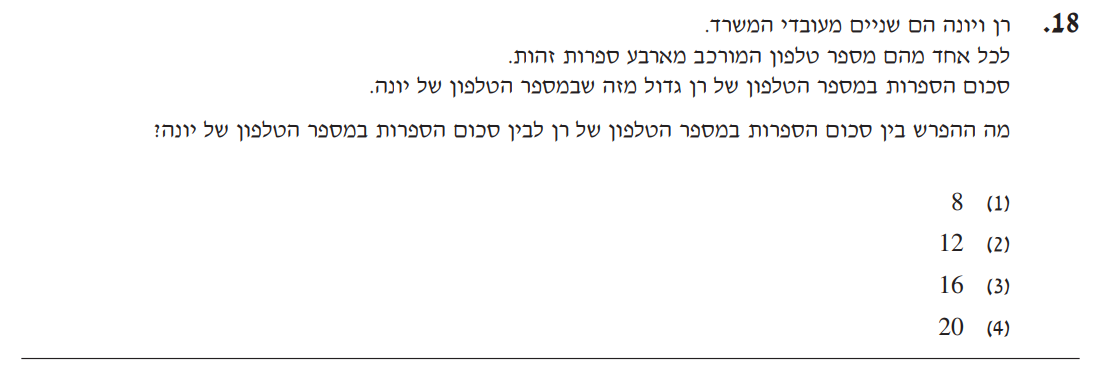 18. רן ויונה הם שניים מעובדי המשרד.
לכל אחד מהם מספר טלפון המורכב מארבע ספרות זהות.
סכום הספרות במספר הטלפון של רן גדול מזה שבמספר הטלפון של יונה.
מה ההפרש בין סכום הספרות במספר הטלפון של רן לבין סכום הספרות במספר הטלפון של יונה?
(1) 8
(2) 12
(3) 16
(4) 20